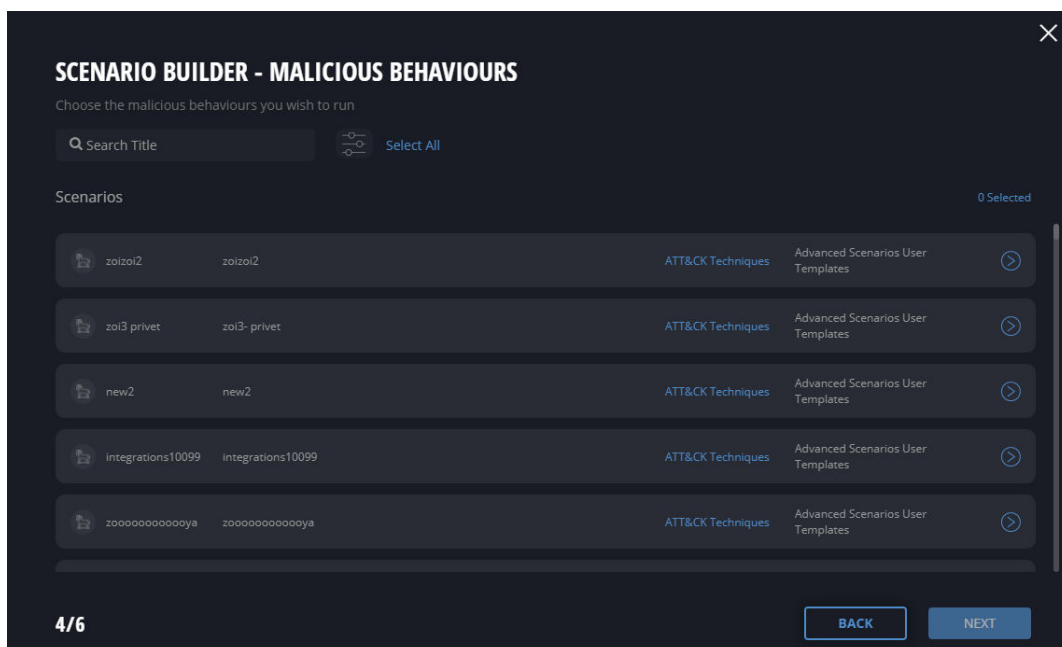 SCENARIO BUILDER - MALICIOUS BEHAVIOURS
Choose the malicious behaviours you wish to run
Search Title
Select All
Scenarios
0 Selected
zoizoi2 zoizoi2 ATT&CK Techniques Advanced Scenarios User
Templates
zoi3 privet zoi3- privet ATT&CK Techniques Advanced Scenarios User
Templates
new2 new2 ATT&CK Techniques Advanced Scenarios User
Templates
integrations10099 integrations10099 ATT&CK Techniques Advanced Scenarios User
Templates
zoooooooooooya zoooooooooooya ATT&CK Techniques Advanced Scenarios User
Templates
4/6
BACK
NEXT